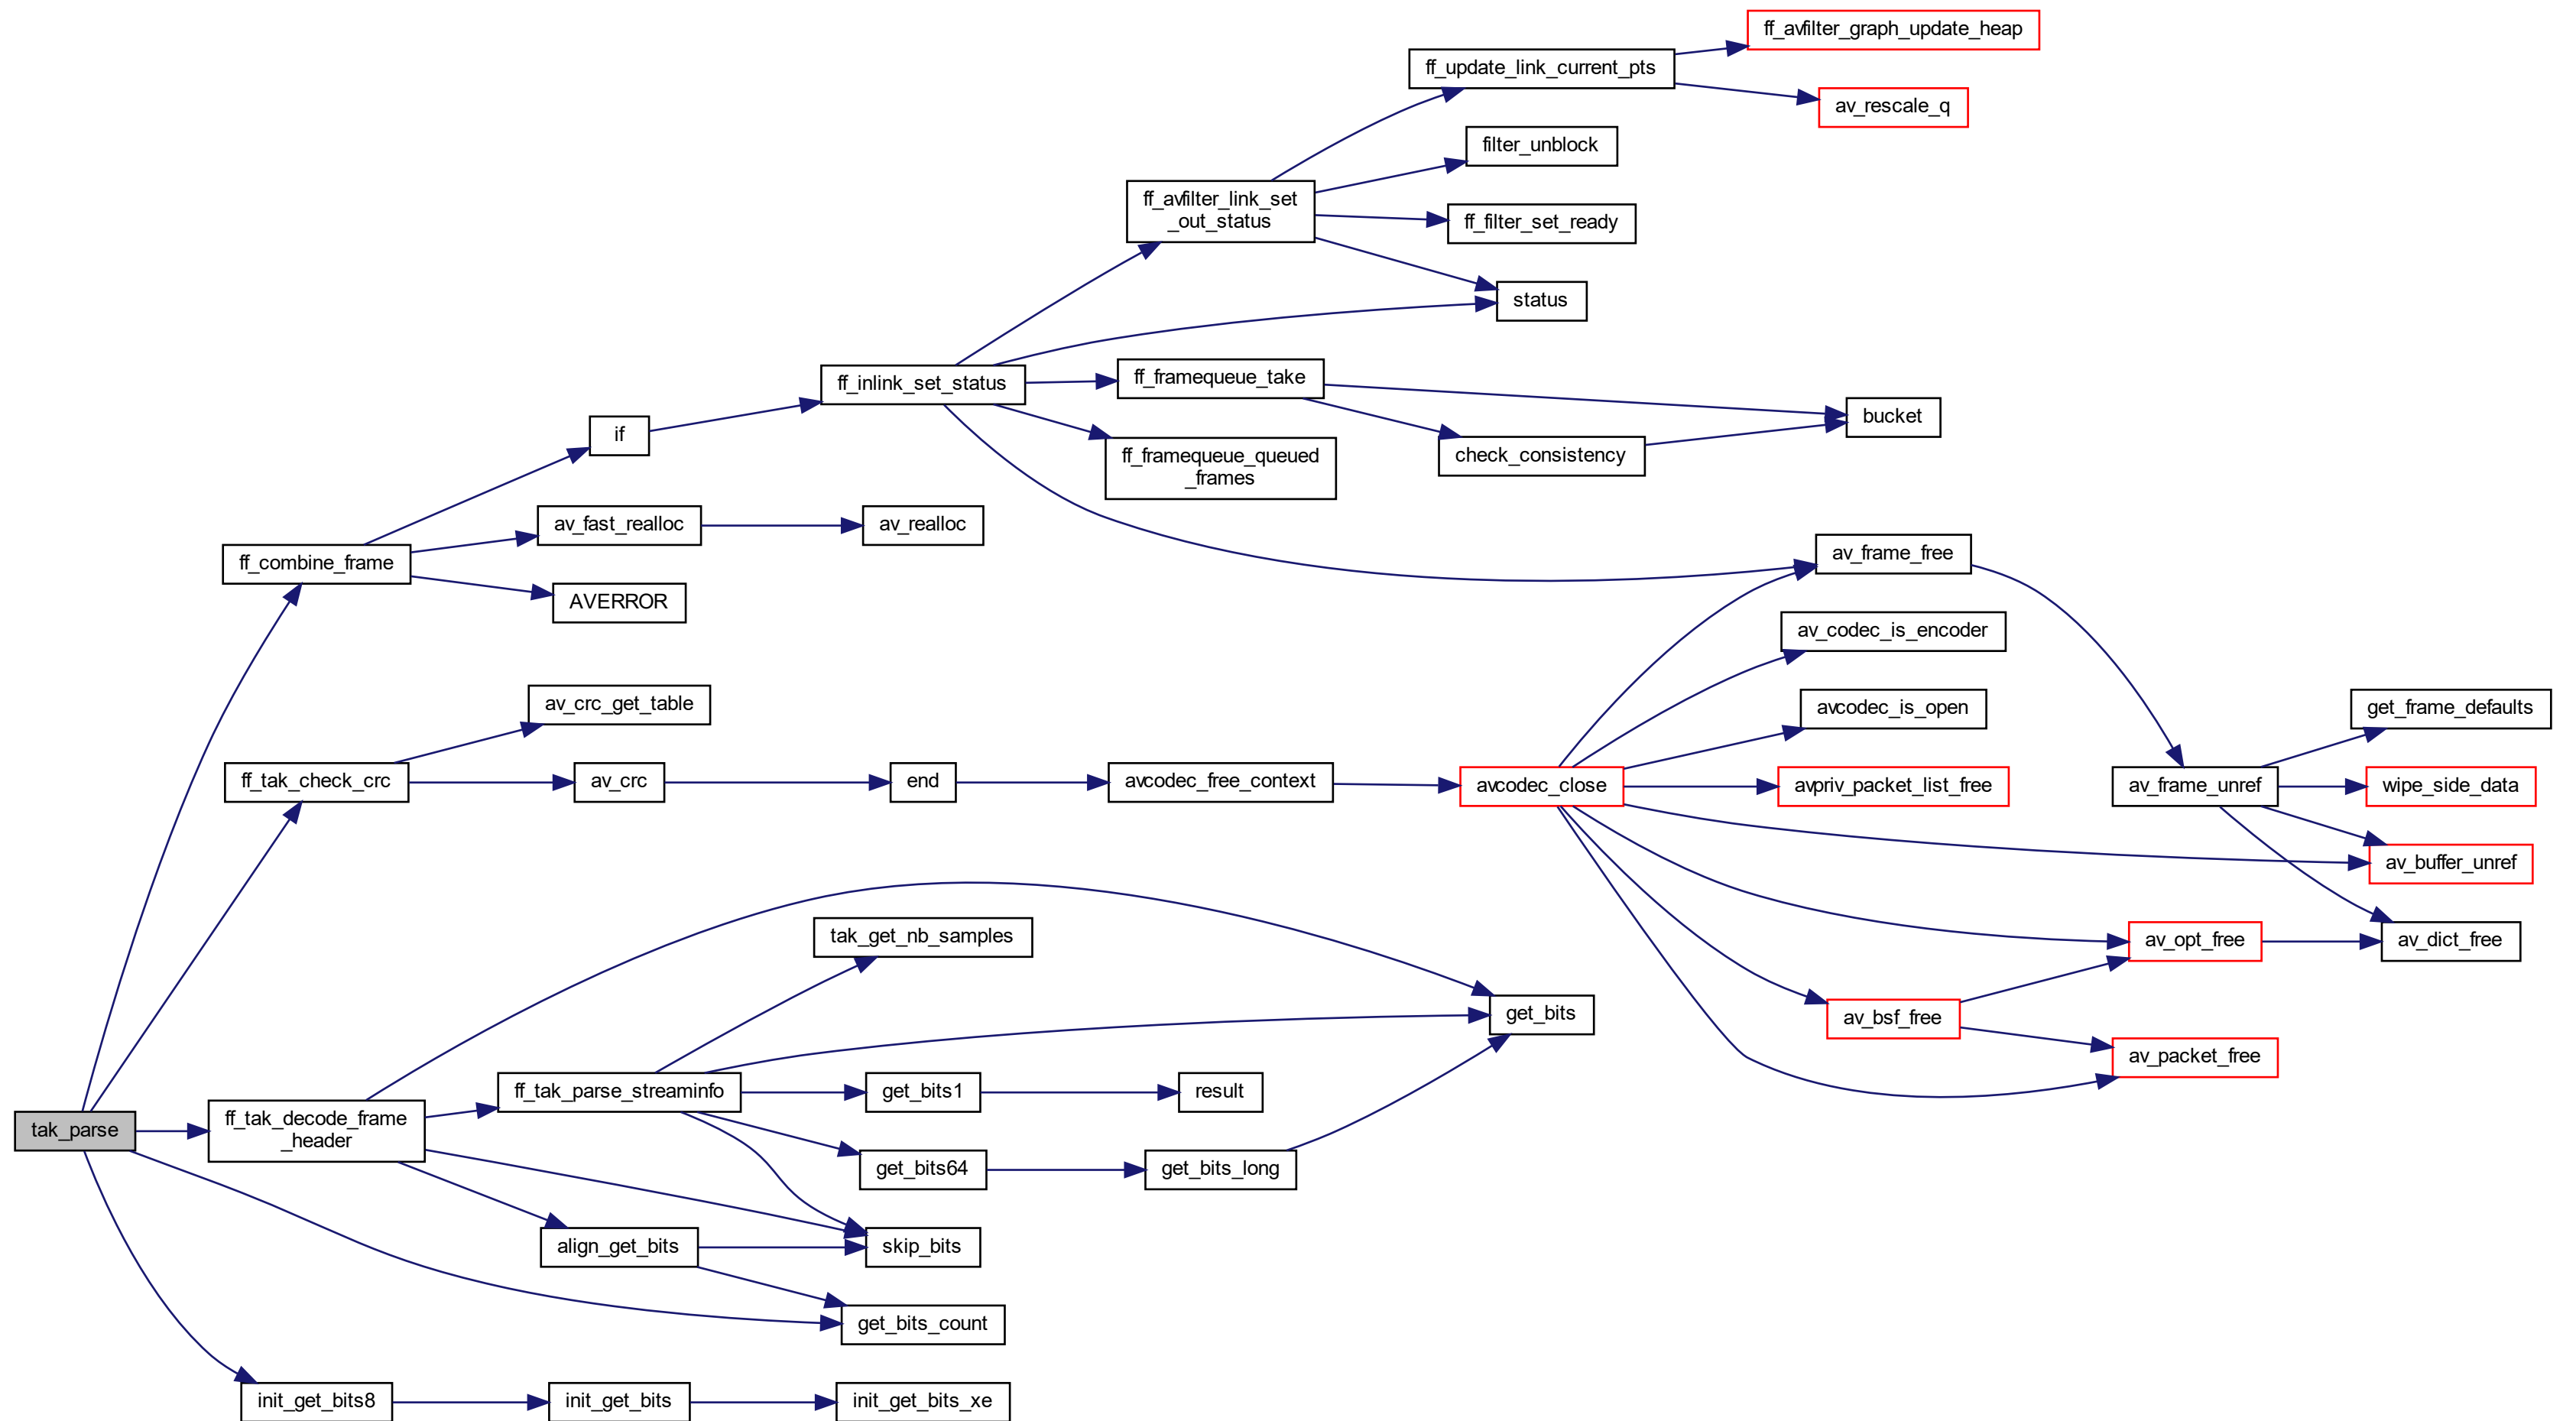 ff_avfilter_graph_update_heap
ff_update_link_current_pts
av_rescale_q
filter_unblock
ff_avfilter_link_set
_out_status
ff_filter_set_ready
status
ff_inlink_set_status
ff_framequeue_take
bucket
if
ff_framequeue_queued
_frames
check_consistency
av_fast_realloc
av_realloc
ff_combine_frame
av_frame_free
AVERROR
av_codec_is_encoder
av_crc_get_table
avcodec_is_open
get_frame_defaults
ff_tak_check_crc
av_crc
end
avcodec_free_context
avcodec_close
avpriv_packet_list_free
av_frame_unref
wipe_side_data
av_buffer_unref
tak_get_nb_samples
av_opt_free
av_dict_free
get_bits
av_bsf_free
av_packet_free
ff_tak_parse_streaminfo
get_bits1
result
tak_parse
ff_tak_decode_frame
_header
get_bits64
get_bits_long
align_get_bits
skip_bits
get_bits_count
init_get_bits8
init_get_bits
init_get_bits_xe